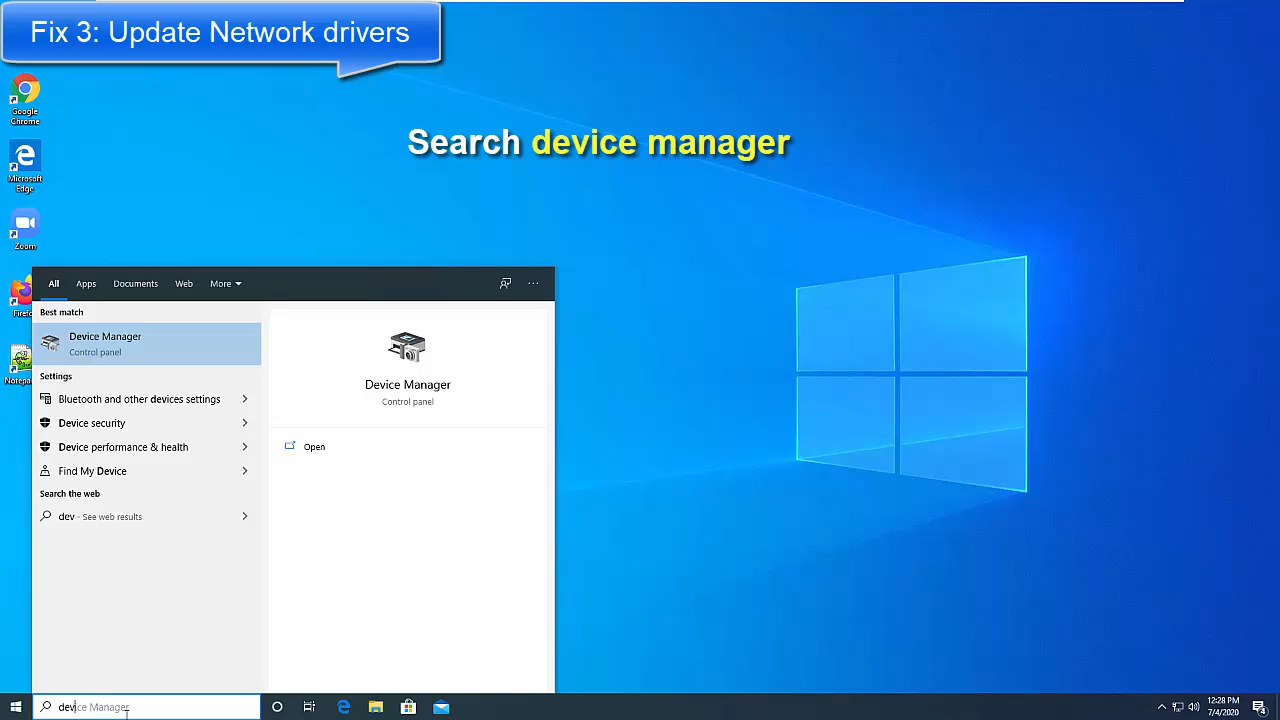 Fix 3: Update Network drivers
Search device manager
Google
Chrome
Microsoft
Edge
Zoom
Firefo
Notepa
All Apps Documents Web More
Best match
Device Manager
Control panel
Settings
Bluetooth and other devices settings
Device security
Device performance & health
Find My Device
Search the web
dev - See web results
Device Manager
Control panel
Open
device Manager
12:28 PM
7/4/2020
4